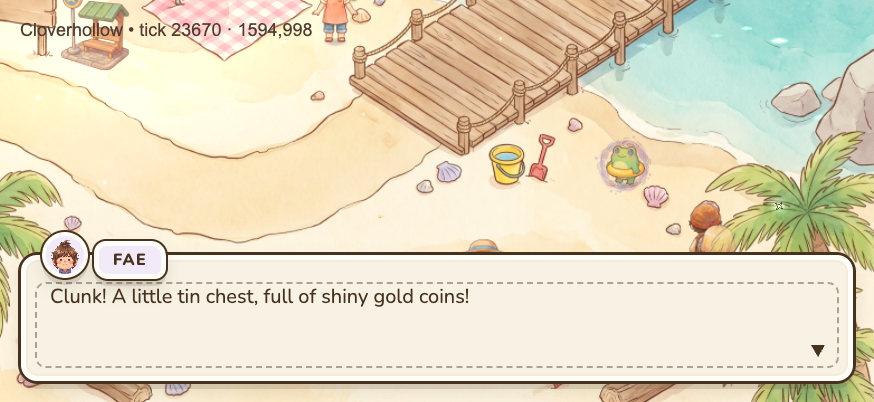 Cloverhollow • tick 23670 · 1594,998
FAE
Clunk! A little tin chest, full of shiny gold coins!